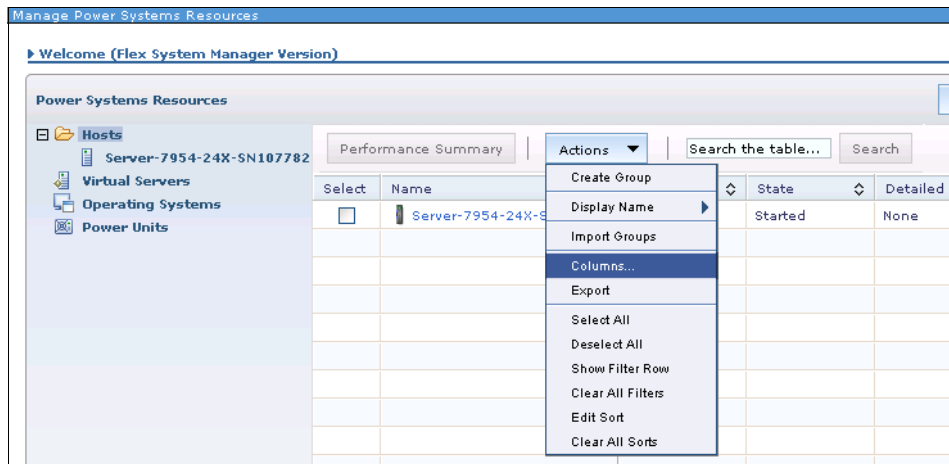 Manage Power Systems Resources
Welcome (Flex System Manager Version)
Power Systems Resources
Hosts
Server-7954-24X-SN107782
Virtual Servers
Operating Systems
Power Units
Performance Summary
Actions
Search the table...
Search
Select
Name
State
Detailed
Server-7954-24X-S
Started
None
Create Group
Display Name
Import Groups
Columns...
Export
Select All
Deselect All
Show Filter Row
Clear All Filters
Edit Sort
Clear All Sorts